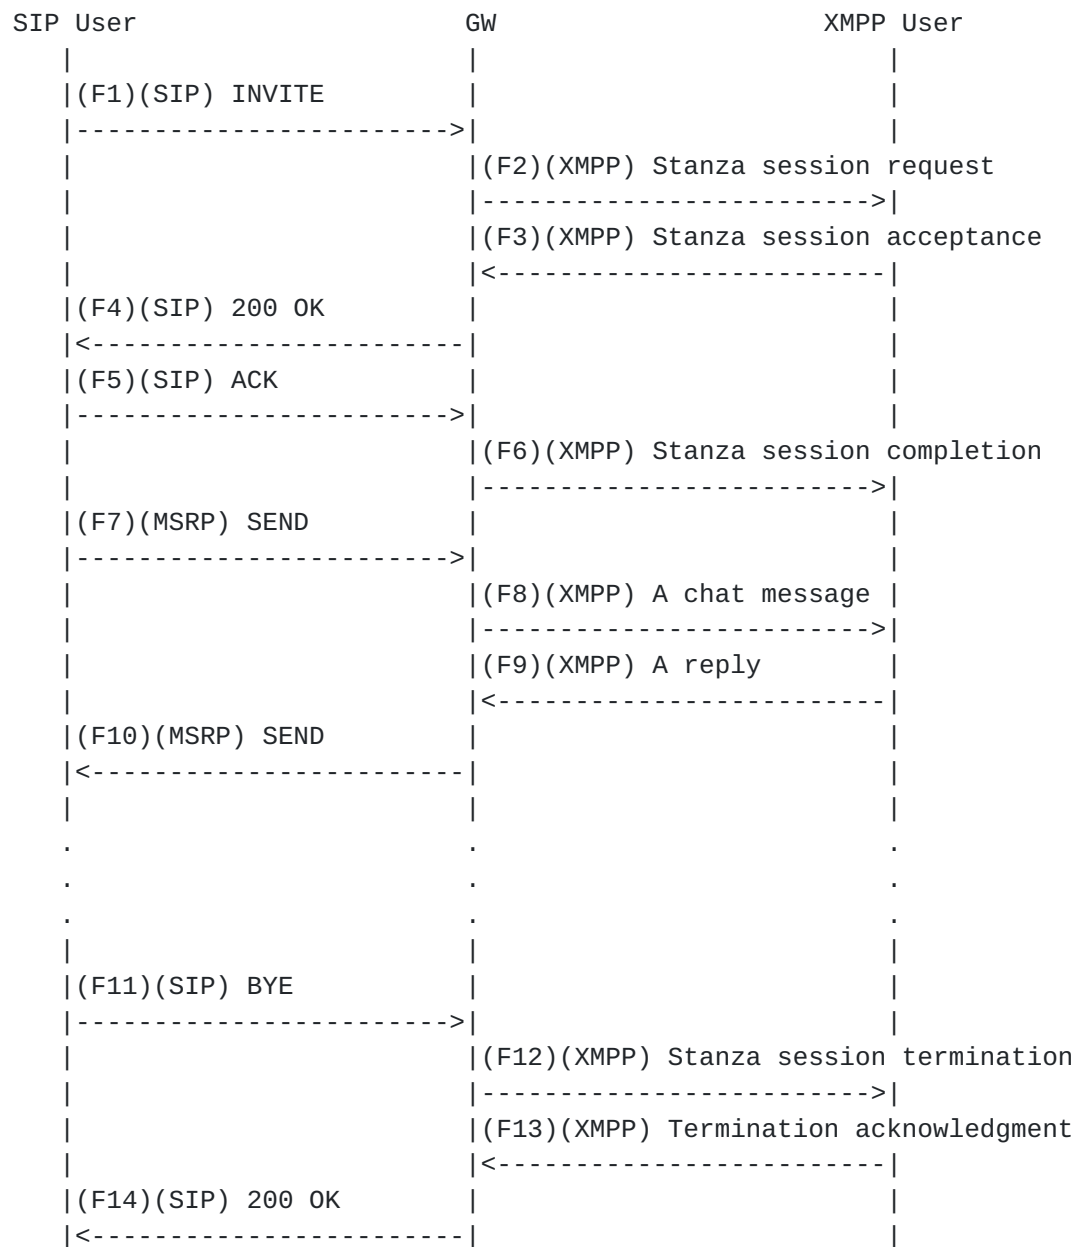 SIP User GW XMPP User
(F1)(SIP) INVITE
(F2)(XMPP) Stanza session request
(F3)(XMPP) Stanza session acceptance
(F4)(SIP) 200 OK
(F5)(SIP) ACK
(F6)(XMPP) Stanza session completion
(F7)(MSRP) SEND
(F8)(XMPP) A chat message
(F9)(XMPP) A reply
(F10)(MSRP) SEND
(F11)(SIP) BYE
(F12)(XMPP) Stanza session termination
(F13)(XMPP) Termination acknowledgment
(F14)(SIP) 200 OK